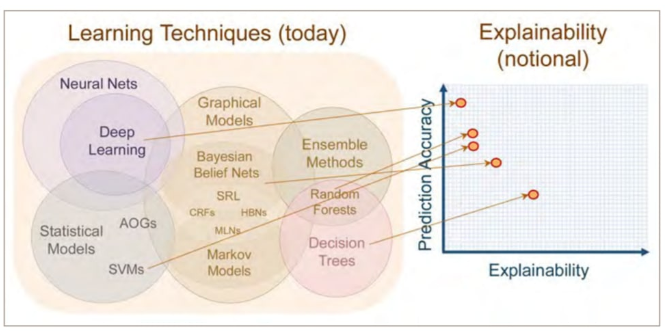 Learning Techniques (today)
Explainability
(notional)
Neural Nets
Deep
Learning
Graphical
Models
Bayesian
Belief Nets
SRL
CRFs HBNs
MLNs
Markov
Models
Ensemble
Methods
Random
Forests
Decision
Trees
Statistical
Models
AOGs
SVMs
Prediction Accuracy
Explainability